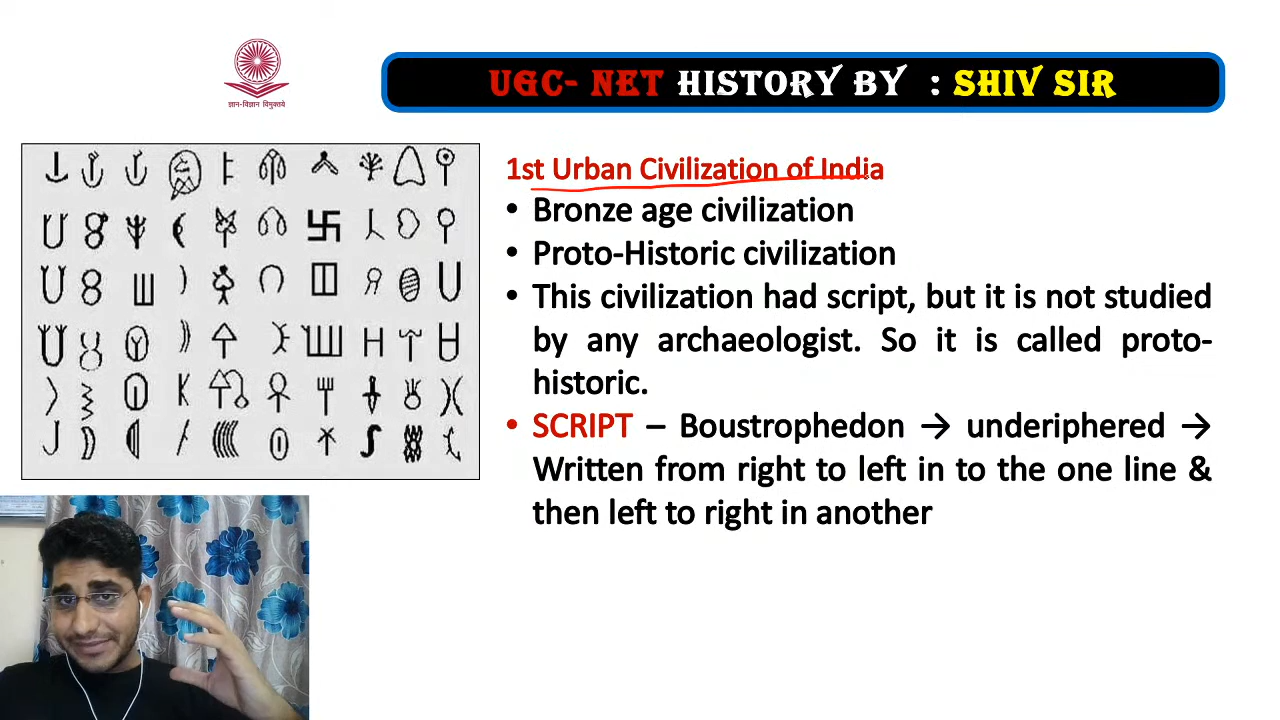 ज्ञान-विज्ञान विमुक्तये
UGC- NET HISTORY BY : SHIV SIR
1st Urban Civilization of India
• Bronze age civilization
• Proto-Historic civilization
• This civilization had script, but it is not studied
by any archaeologist. So it is called proto-
historic.
• SCRIPT – Boustrophedon → underiphered →
Written from right to left in to the one line &
then left to right in another